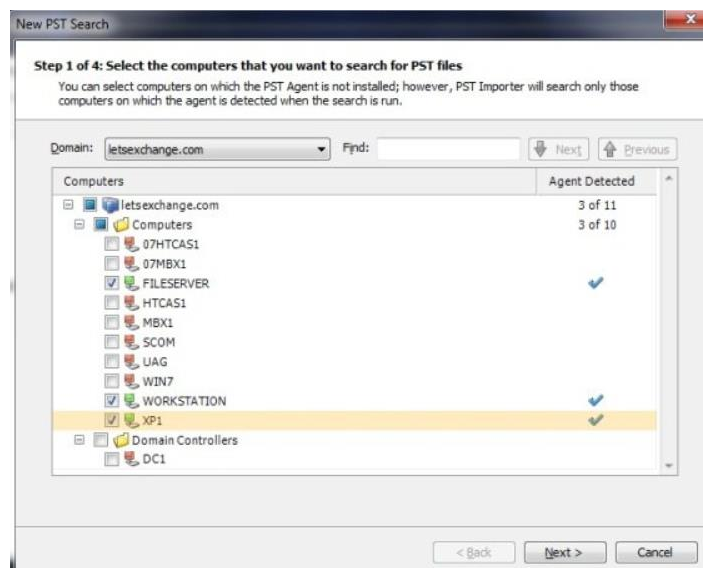 New PST Search
Step 1 of 4: Select the computers that you want to search for PST files
You can select computers on which the PST Agent is not installed; however, PST Importer will search only those
computers on which the agent is detected when the search is run.
Domain: letsexchange.com Find: Next Previous
Computers Agent Detected
letsexchange.com 3 of 11
Computers 3 of 10
07HTCAS1
07MBX1
FILESERVER
HTCAS1
MBX1
SCOM
UAG
WIN7
WORKSTATION
XP1
Domain Controllers
DC1
< Back Next > Cancel